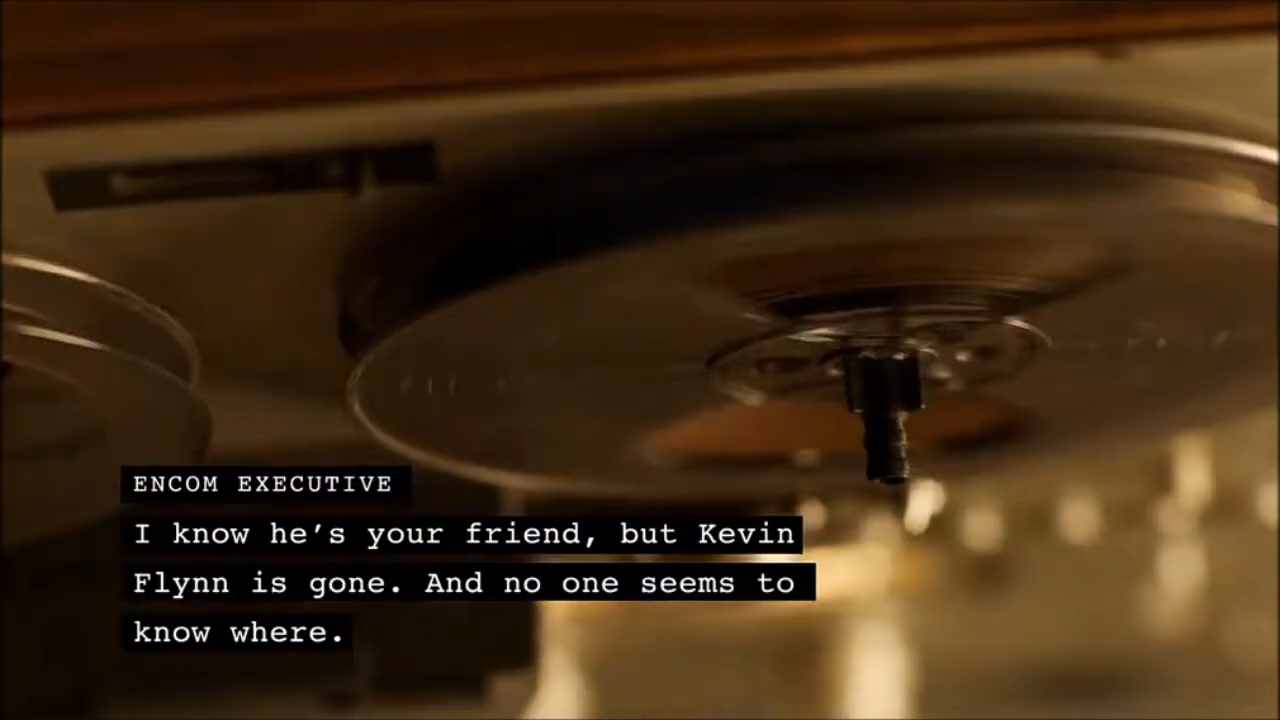 ENCOM EXECUTIVE
I know he’s your friend, but Kevin
Flynn is gone. And no one seems to
know where.